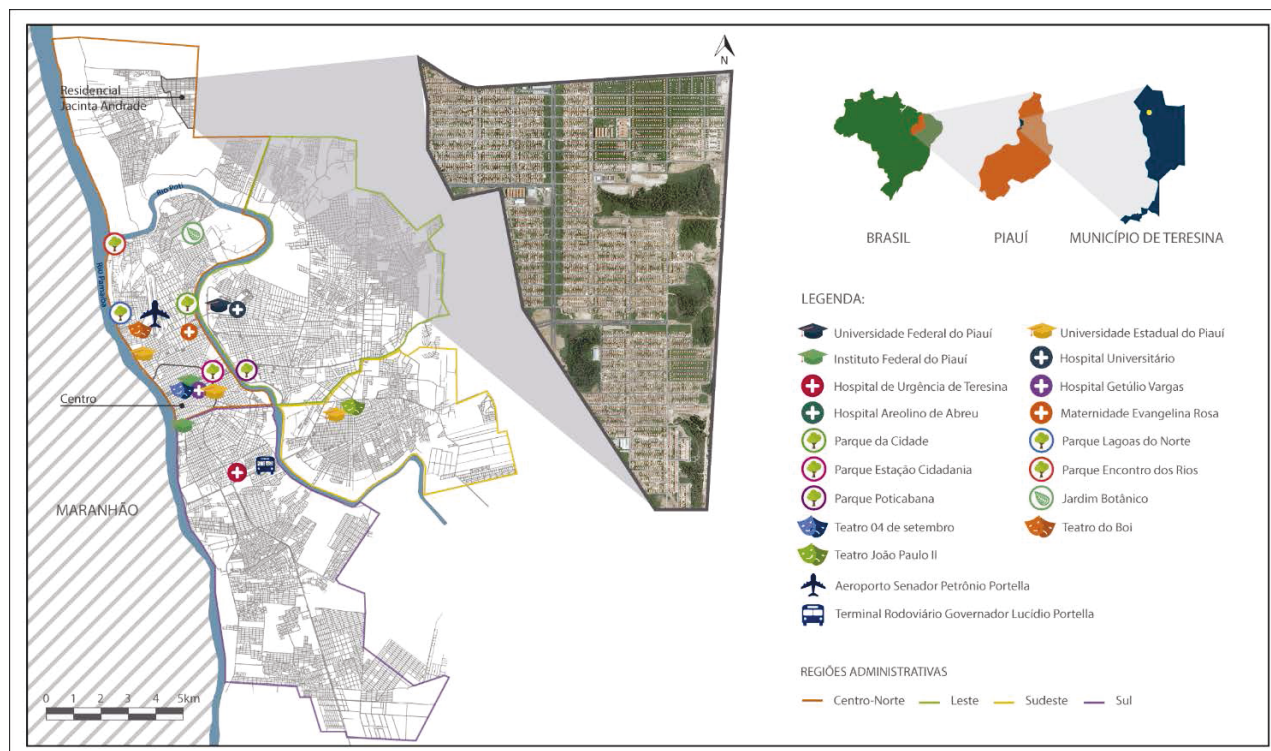 Residencial
Jacinta Andrade
N
Rio Poti
Rio Parnaíba
Centro
MARANHÃO
0 1 2 3 4 5km
BRASIL
PIAUÍ
MUNICÍPIO DE TERESINA
LEGENDA:
Universidade Federal do Piauí
Universidade Estadual do Piauí
Instituto Federal do Piauí
Hospital Universitário
Hospital de Urgência de Teresina
Hospital Getúlio Vargas
Hospital Areolino de Abreu
Maternidade Evangelina Rosa
Parque da Cidade
Parque Lagoas do Norte
Parque Estação Cidadania
Parque Encontro dos Rios
Parque Poticabana
Jardim Botânico
Teatro 04 de setembro
Teatro do Boi
Teatro João Paulo II
Aeroporto Senador Petrônio Portella
Terminal Rodoviário Governador Lucídio Portella
REGIÕES ADMINISTRATIVAS
Centro-Norte
Leste
Sudeste
Sul